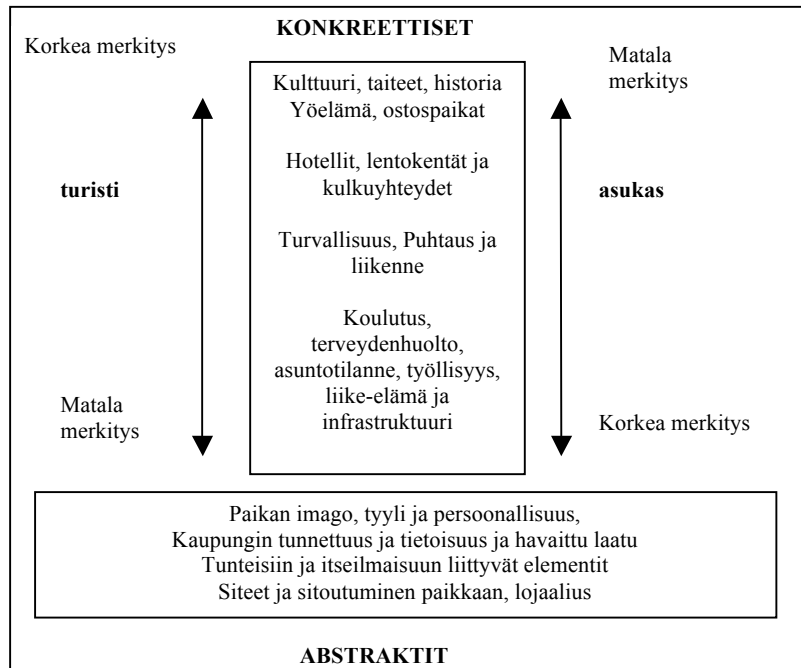 KONKREETTISET
Korkea merkitys
Matala
merkitys
Kulttuuri, taiteet, historia
Yöelämä, ostospaikat
Hotellit, lentokentät ja
kulkuyhteydet
turisti
asukas
Turvallisuus, Puhtaus ja
liikenne
Koulutus,
terveydenhuolto,
asuntotilanne, työllisyys,
liike-elämä ja
infrastruktuuri
Matala
merkitys
Korkea merkitys
Paikan imago, tyyli ja persoonallisuus,
Kaupungin tunnettuus ja tietoisuus ja havaittu laatu
Tunteisiin ja itseilmaisuun liittyvät elementit
Siteet ja sitoutuminen paikkaan, lojaalius
ABSTRAKTIT